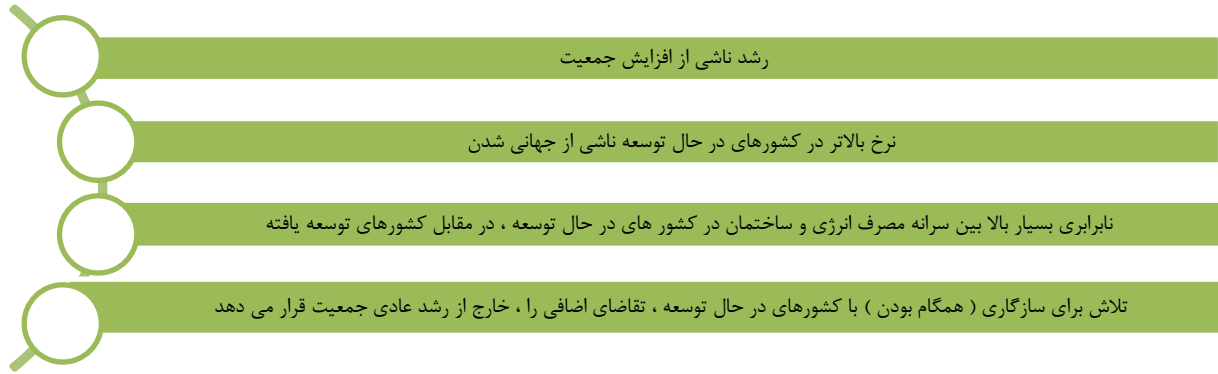 رشد ناشی از افزایش جمعیت
نرخ بالاتر در کشورهای در حال توسعه ناشی از جهانی شدن
نابرابری بسیار بالا بین سرانه مصرف انرژی و ساختمان در کشور های در حال توسعه ، در مقابل کشورهای توسعه یافته
تلاش برای سازگاری ( همگام بودن ) با کشورهای در حال توسعه ، تقاضای اضافی را ، خارج از رشد عادی جمعیت قرار می دهد